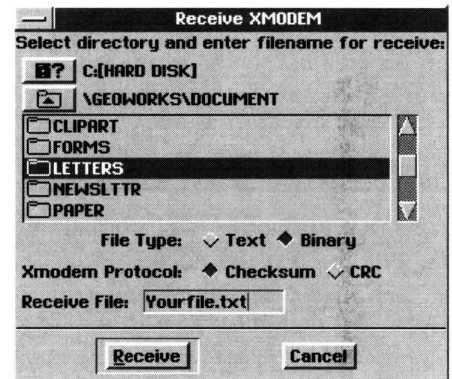 Receive XMODEM
Select directory and enter filename for receive:
? C:[HARD DISK]
\GEOWORKS\DOCUMENT
CLIPART
FORMS
LETTERS
NEWSLTTR
PAPER
File Type: Text Binary
Xmodem Protocol: Checksum CRC
Receive File: Yourfile.txt
Receive Cancel